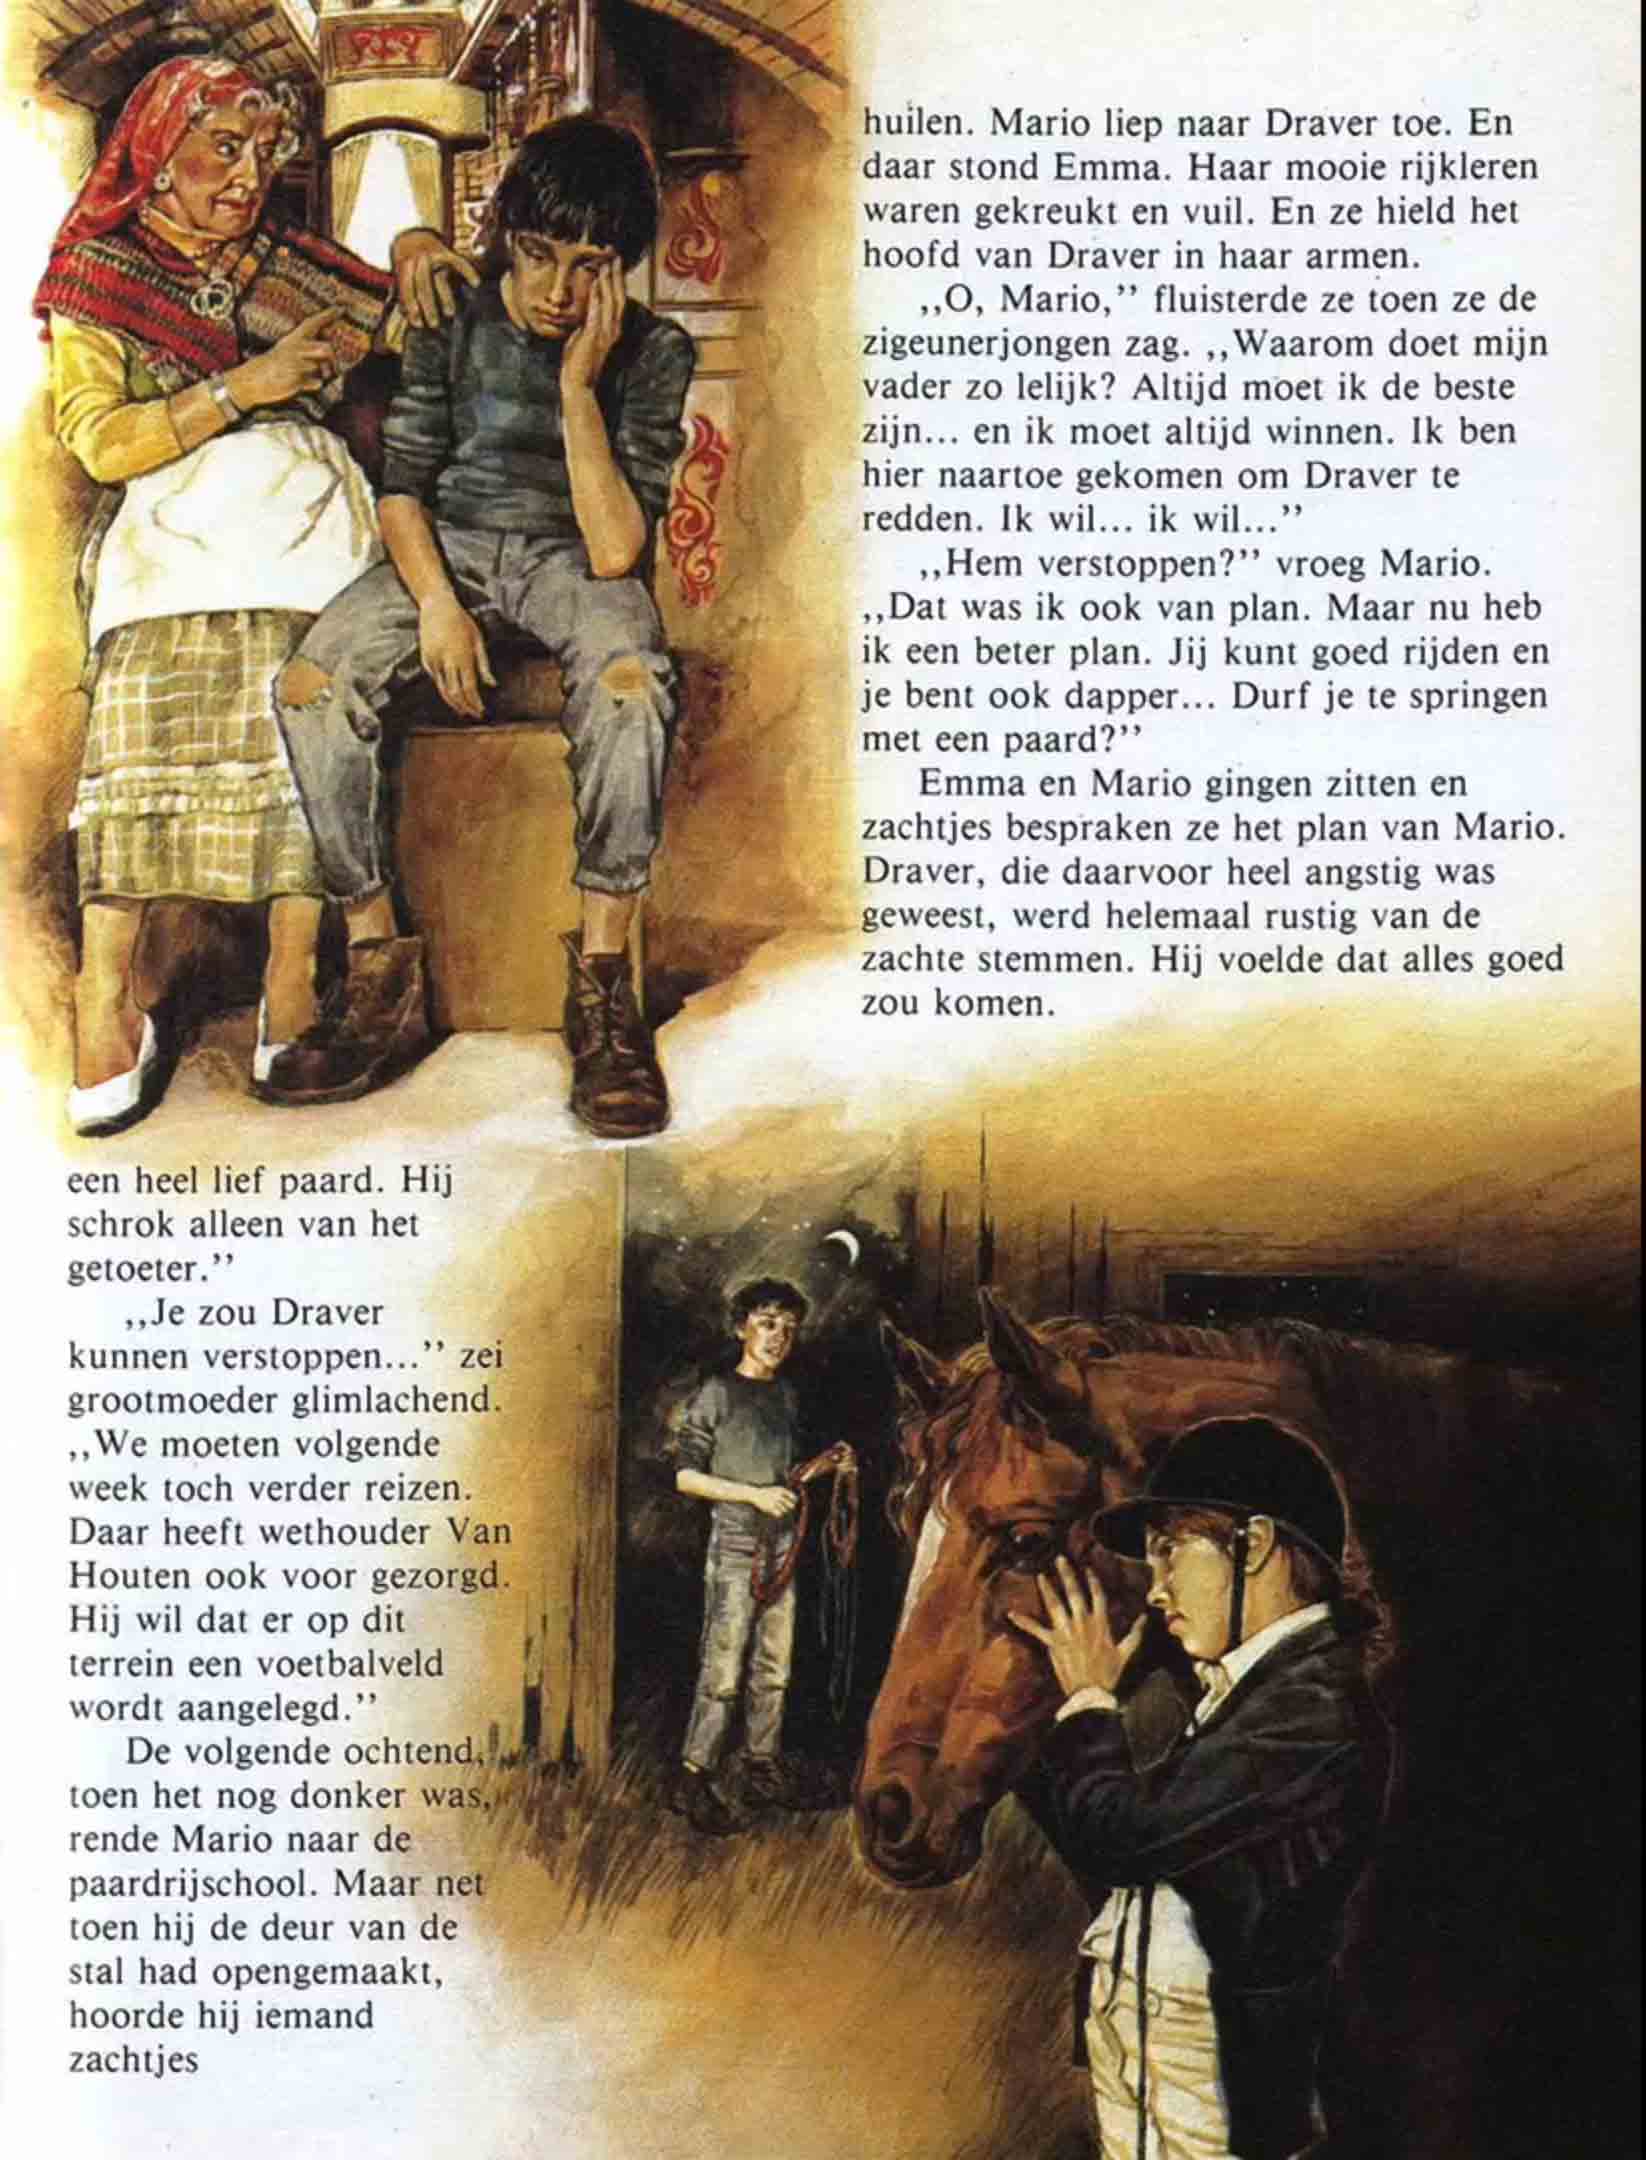 een heel lief paard. Hij
schrok alleen van het
getoeter.’’
,,Je zou Draver
kunnen verstoppen...’’ zei
grootmoeder glimlachend.
,,We moeten volgende
week toch verder reizen.
Daar heeft wethouder Van
Houten ook voor gezorgd.
Hij wil dat er op dit
terrein een voetbalveld
wordt aangelegd.’’
De volgende ochtend,
toen het nog donker was,
rende Mario naar de
paardrijschool. Maar net
toen hij de deur van de
stal had opengemaakt,
hoorde hij iemand
zachtjes
huilen. Mario liep naar Draver toe. En
daar stond Emma. Haar mooie rijkleren
waren gekreukt en vuil. En ze hield het
hoofd van Draver in haar armen.
,,O, Mario,’’ fluisterde ze toen ze de
zigeunerjongen zag. ,,Waarom doet mijn
vader zo lelijk? Altijd moet ik de beste
zijn... en ik moet altijd winnen. Ik ben
hier naartoe gekomen om Draver te
redden. Ik wil... ik wil...’’
,,Hem verstoppen?’’ vroeg Mario.
,,Dat was ik ook van plan. Maar nu heb
ik een beter plan. Jij kunt goed rijden en
je bent ook dapper... Durf je te springen
met een paard?’’
Emma en Mario gingen zitten en
zachtjes bespraken ze het plan van Mario.
Draver, die daarvoor heel angstig was
geweest, werd helemaal rustig van de
zachte stemmen. Hij voelde dat alles goed
zou komen.